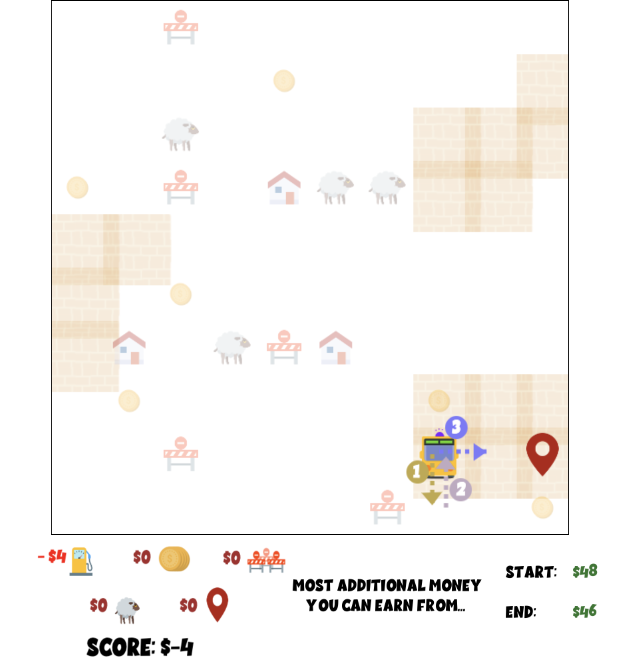 3
1
2
- $4
$0
$0
$0
$0
SCORE: $-4
MOST ADDITIONAL MONEY
YOU CAN EARN FROM...
START: $48
END: $46